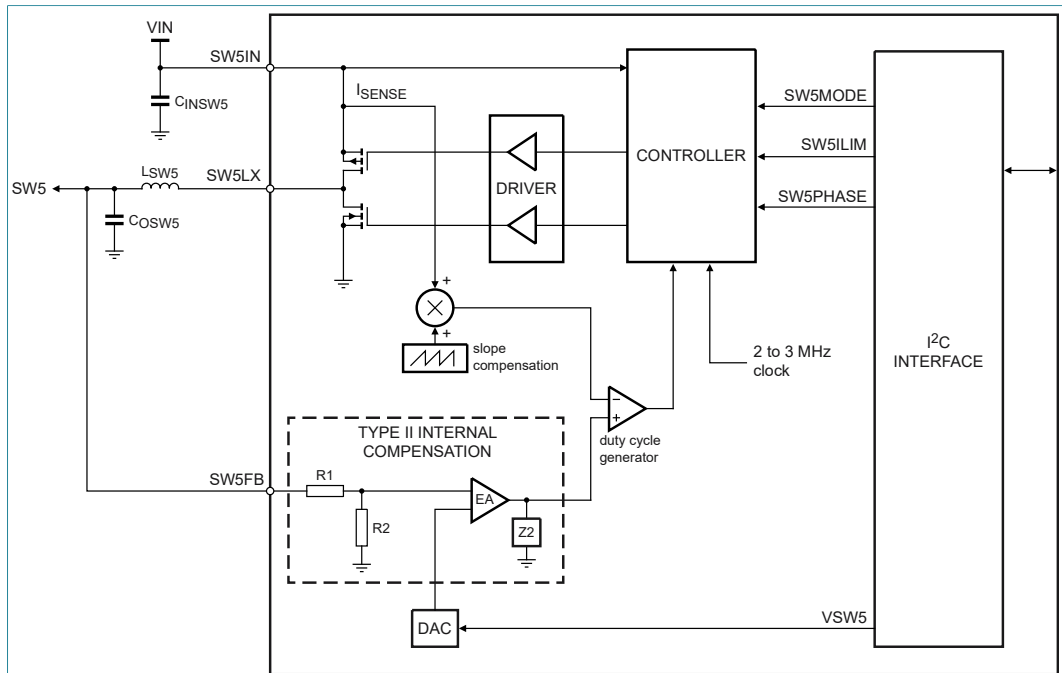 VIN
SW5IN
CINSW5
ISENSE
SW5
LSW5
SW5LX
COSW5
DRIVER
CONTROLLER
SW5MODE
SW5ILIM
SW5PHASE
I2C
INTERFACE
+
×
+
slope
compensation
2 to 3 MHz
clock
−
+
duty cycle
generator
TYPE II INTERNAL
COMPENSATION
SW5FB
R1
R2
EA
Z2
DAC
VSW5